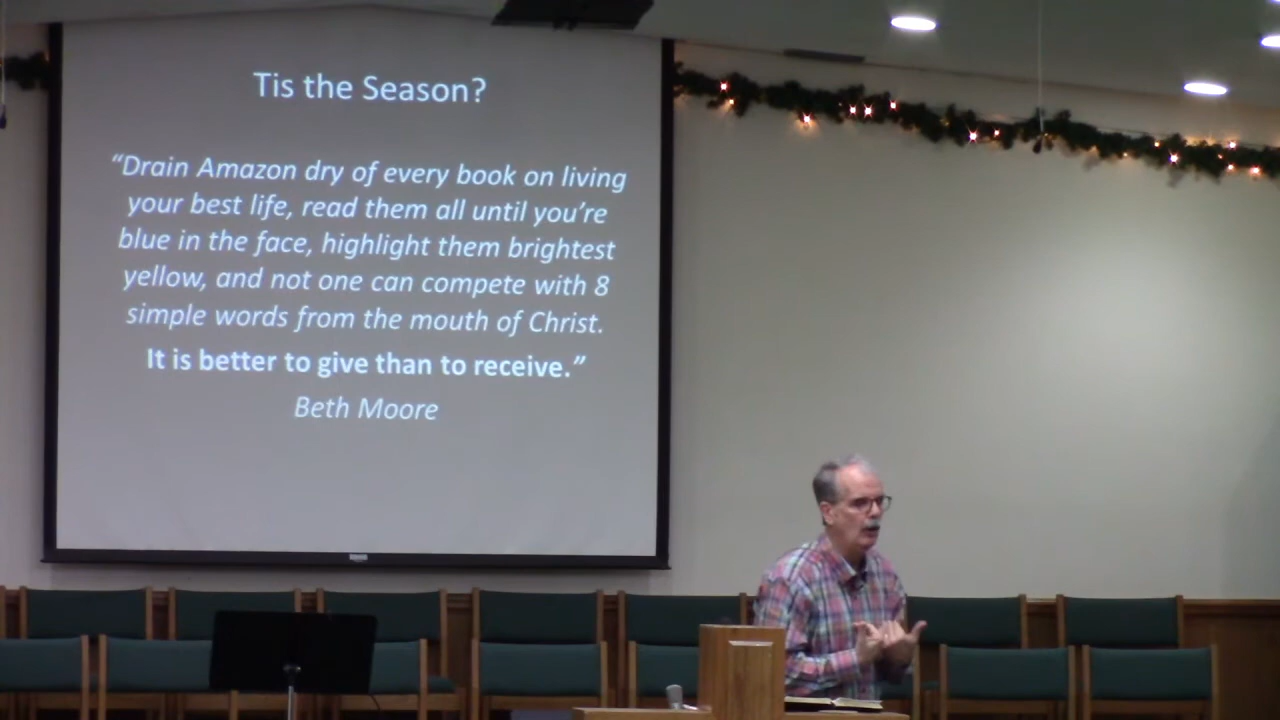 Tis the Season?
“Drain Amazon dry of every book on living
your best life, read them all until you’re
blue in the face, highlight them brightest
yellow, and not one can compete with 8
simple words from the mouth of Christ.
It is better to give than to receive.”
Beth Moore